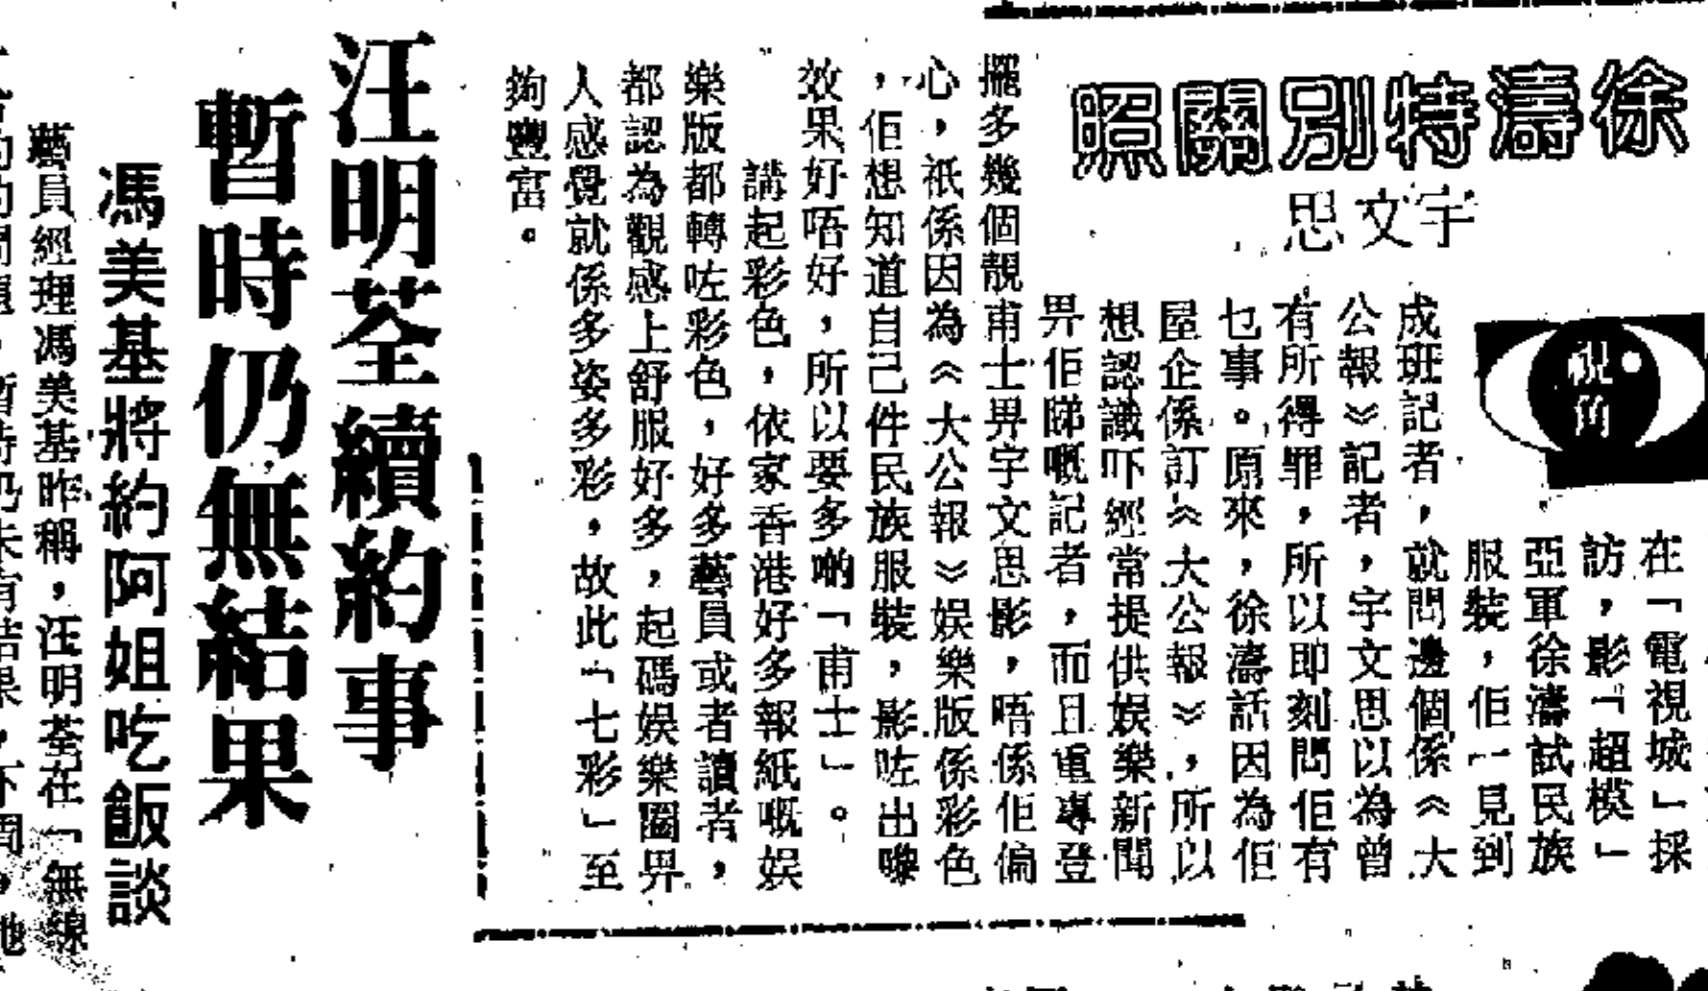 徐濤特別關照
宇文思
視角
在「電視城」採
訪，影「超模」
亞軍徐濤試民族
服裝，佢一見到
成班記者，就問邊個係《大
公報》記者，宇文思以為曾
有所得罪，所以即刻問佢有
乜事。原來，徐濤話因為佢
屋企係訂《大公報》，所以
想認識吓經常提供娛樂新聞
畀佢睇嘅記者，而且重專登
擺多幾個靚甫士畀宇文思影，唔係佢偏
心，祇係因為《大公報》娛樂版係彩色
，佢想知道自己件民族服裝，影咗出嚟
效果好唔好，所以要多啲「甫士」。
講起彩色，依家香港好多報紙嘅娛
樂版都轉咗彩色，好多藝員或者讀者，
都認為觀感上舒服好多，起碼娛樂圈界
人感覺就係多姿多彩，故此「七彩」至
夠豐富。
汪明荃續約事
暫時仍無結果
馮美基將約阿姐吃飯談
藝員經理馮美基昨稱，汪明荃在「無線